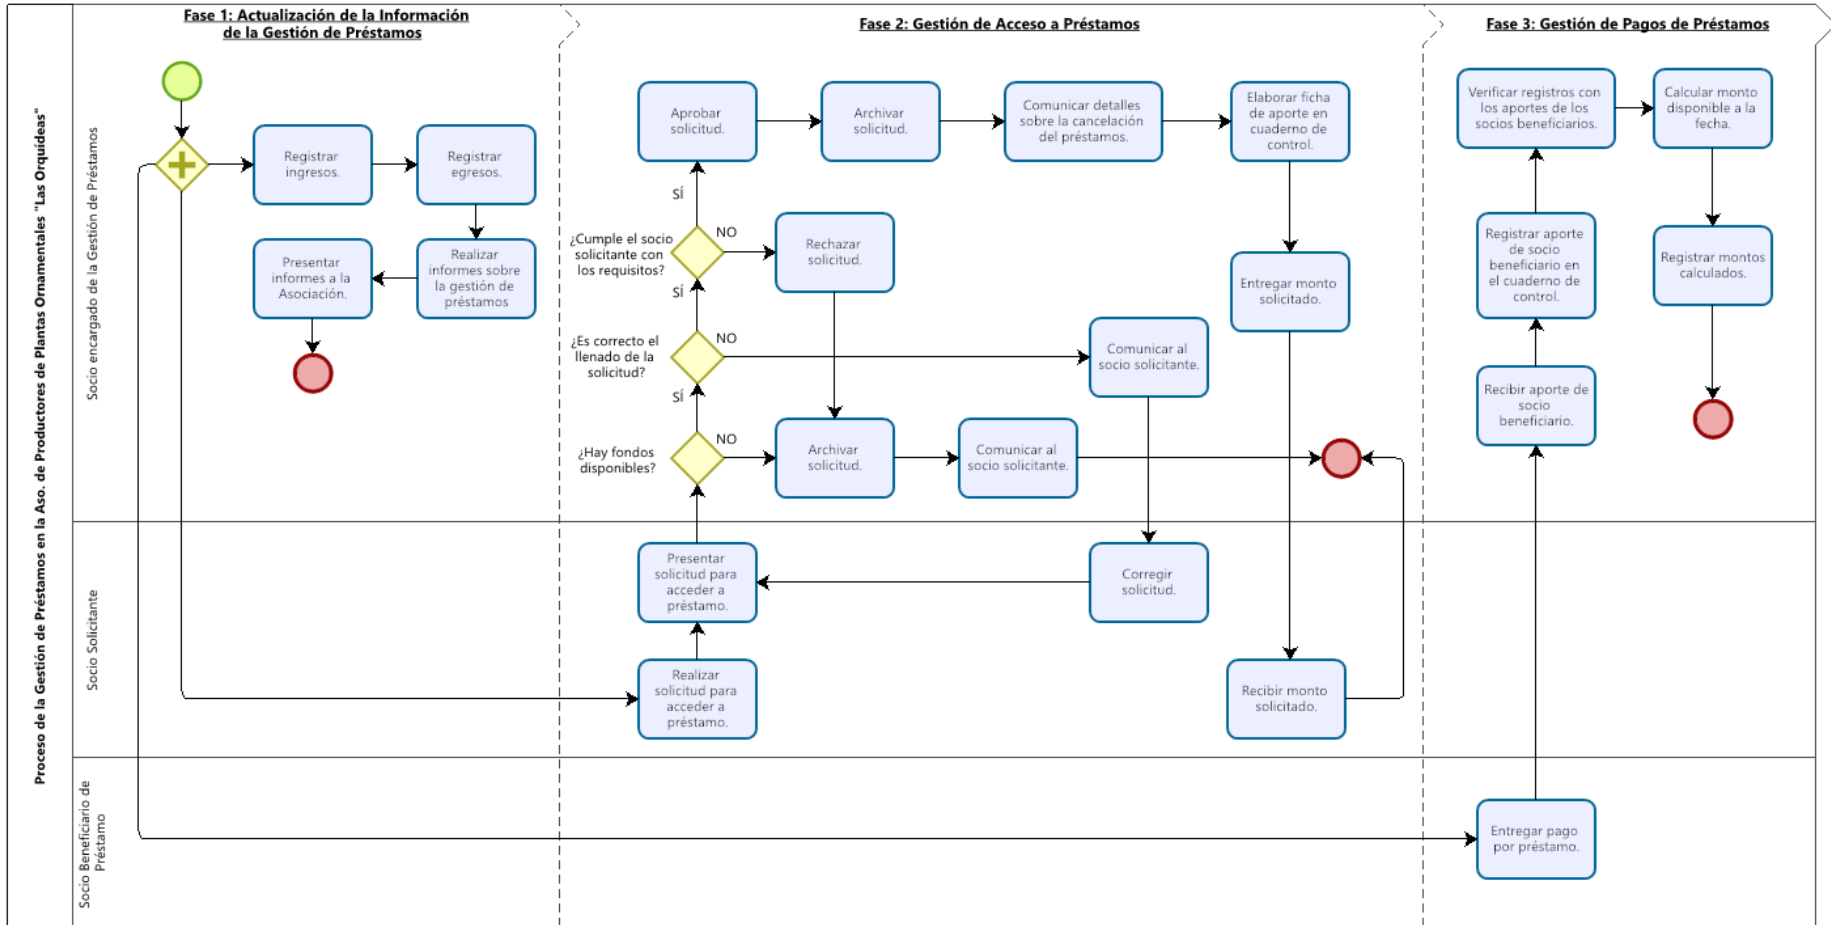 Proceso de la Gestión de Préstamos en la Aso. de Productores de Plantas Ornamentales "Las Orquídeas"
Fase 1: Actualización de la Información
de la Gestión de Préstamos
Fase 2: Gestión de Acceso a Préstamos
Fase 3: Gestión de Pagos de Préstamos
Socio encargado de la Gestión de Préstamos
Registrar
ingresos.
Registrar
egresos.
Presentar
informes a la
Asociación.
Realizar
informes sobre
la gestión de
préstamos
Aprobar
solicitud.
Archivar
solicitud.
Comunicar detalles
sobre la cancelación
del préstamos.
Elaborar ficha
de aporte en
cuaderno de
control.
SÍ
¿Cumple el socio
solicitante con
los requisitos?
NO
Rechazar
solicitud.
Entregar monto
solicitado.
SÍ
¿Es correcto el
llenado de la
solicitud?
NO
Comunicar al
socio solicitante.
SÍ
¿Hay fondos
disponibles?
NO
Archivar
solicitud.
Comunicar al
socio solicitante.
Verificar registros con
los aportes de los
socios beneficiarios.
Calcular monto
disponible a la
fecha.
Registrar aporte
de socio
beneficiario en
el cuaderno de
control.
Registrar montos
calculados.
Recibir aporte de
socio
beneficiario.
Socio Solicitante
Presentar
solicitud para
acceder a
préstamo.
Corregir
solicitud.
Realizar
solicitud para
acceder a
préstamo.
Recibir monto
solicitado.
Socio Beneficiario de
Préstamo
Entregar pago
por préstamo.